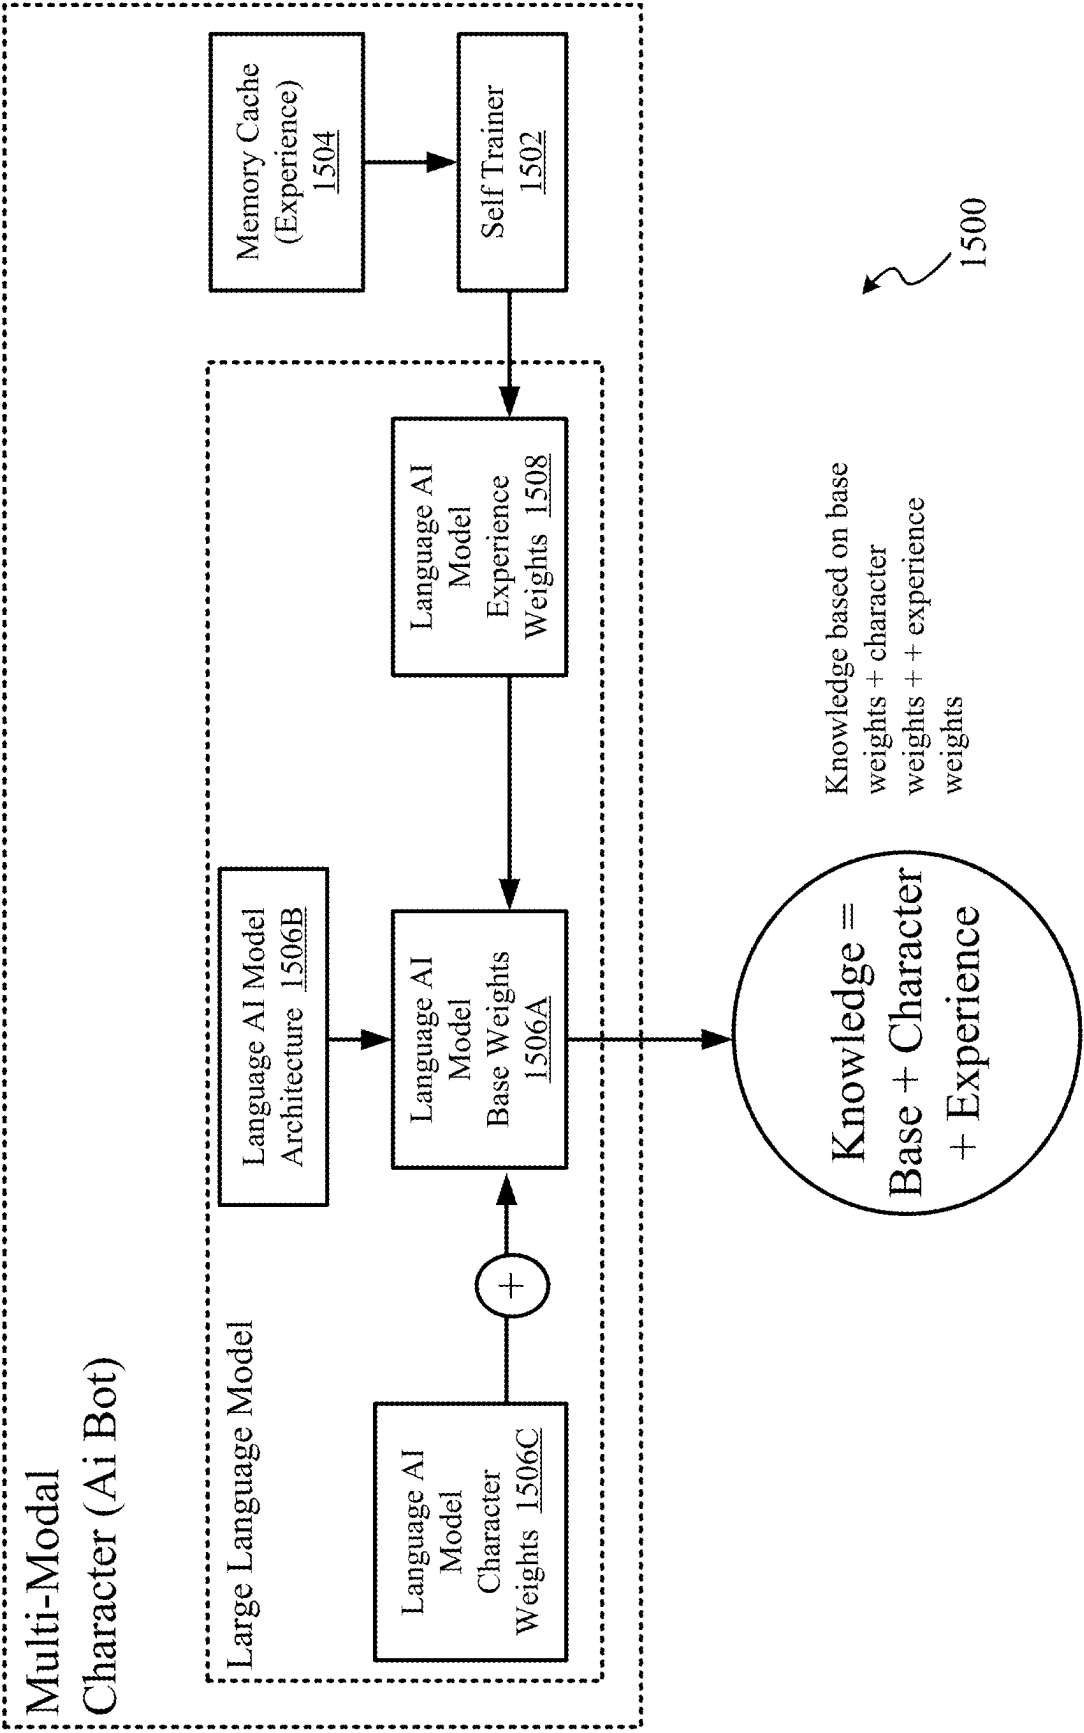 Multi-Modal
Character (Ai Bot)
Large Language Model
Language AI Model
Architecture 1506B
Memory Cache
(Experience)
1504
Language AI
Model
Character
Weights 1506C
+
Language AI
Model
Base Weights
1506A
Language AI
Model
Experience
Weights 1508
Self Trainer
1502
Knowledge =
Base + Character
+ Experience
Knowledge based on base
weights + character
weights + + experience
weights
1500